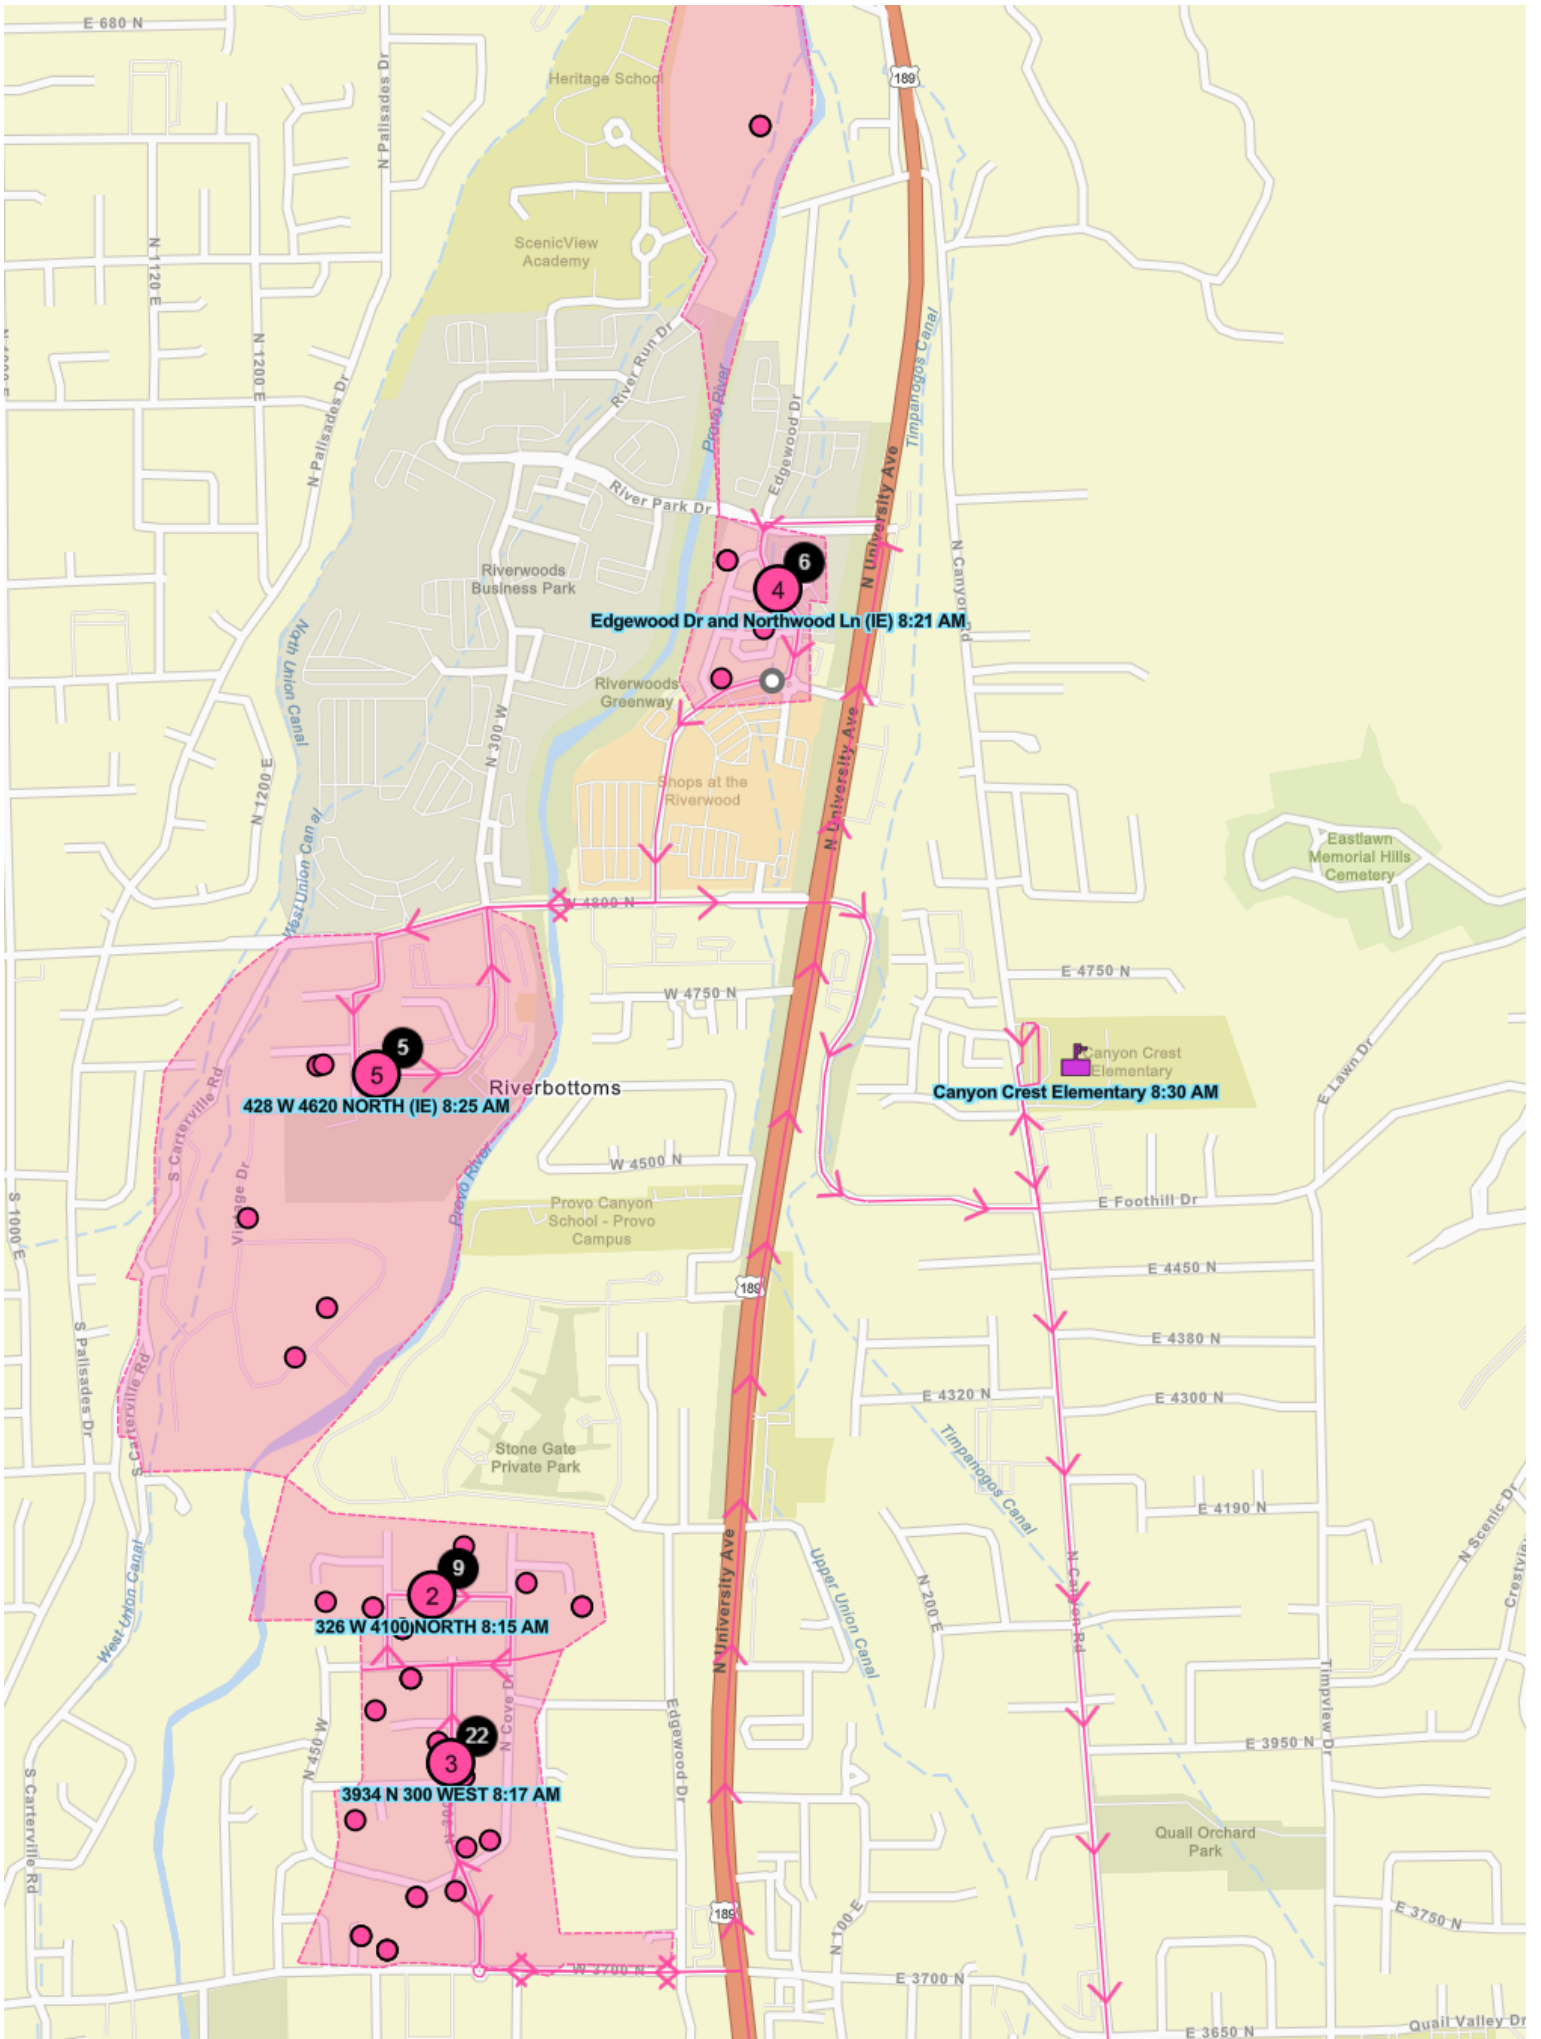 E 680 N
N Palisades Dr
Heritage School
189
ScenicView
Academy
N 1120 E
N 1200 E
N Palisades Dr
River Run Dr
Provo River
Edgewood Dr
Timpanogos Canal
N University Ave
River Park Dr
Riverwoods
Business Park
6
4
Edgewood Dr and Northwood Ln (IE) 8:21 AM
N Canyon Rd
North Union Canal
Riverwoods
Greenway
N 300 W
N 1200 E
Shops at the
Riverwood
N University Ave
Eastlawn
Memorial Hills
Cemetery
West Union Canal
W 4800 N
E 4750 N
W 4750 N
5
5
Riverbottoms
428 W 4620 NORTH (IE) 8:25 AM
Canyon Crest
Elementary
Canyon Crest Elementary 8:30 AM
E Lawn Dr
S Carterville Rd
Vintage Dr
Provo River
W 4500 N
Provo Canyon
School - Provo
Campus
E Foothill Dr
S 1000 E
E 4450 N
189
S Palisades Dr
E 4380 N
S Carterville Rd
E 4320 N
E 4300 N
Stone Gate
Private Park
Timpanogos Canal
E 4190 N
N Scenic Dr
N University Ave
Upper Union Canal
N 200 E
N Canyon Rd
West Union Canal
9
2
326 W 4100 NORTH 8:15 AM
N Cove Dr
Edgewood Dr
Timpview Dr
N 450 W
22
3
3934 N 300 WEST 8:17 AM
E 3950 N
S Carterville Rd
Quail Orchard
Park
189
N 100 E
E 3750 N
W 3700 N
E 3700 N
E 3650 N
Quail Valley Dr